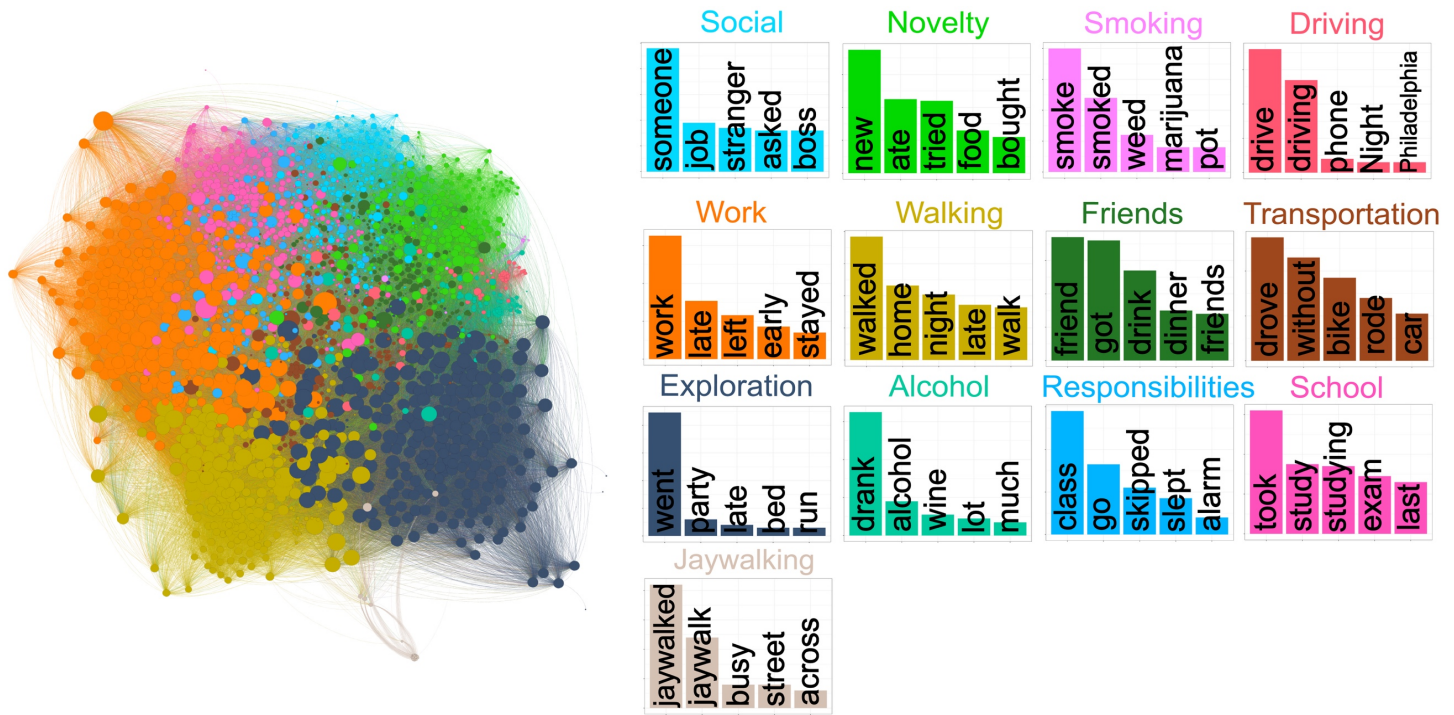 Social
someone
job
stranger
asked
boss
Novelty
new
ate
tried
food
bought
Smoking
smoke
smoked
weed
marijuana
pot
Driving
drive
driving
phone
Night
Philadelphia
Work
work
late
left
early
stayed
Walking
walked
home
night
late
walk
Friends
friend
got
drink
dinner
friends
Transportation
drove
without
bike
rode
car
Exploration
went
party
late
bed
run
Alcohol
drank
alcohol
wine
lot
much
Responsibilities
class
go
skipped
slept
alarm
School
took
study
studying
exam
last
Jaywalking
jaywalked
jaywalk
busy
street
across